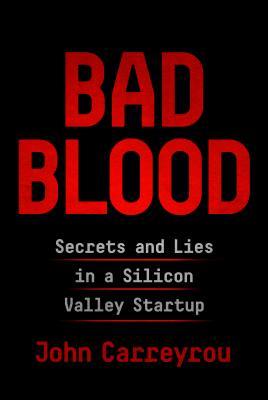 BAD
BLOOD
Secrets and Lies
in a Silicon
Valley Startup
John Carreyrou